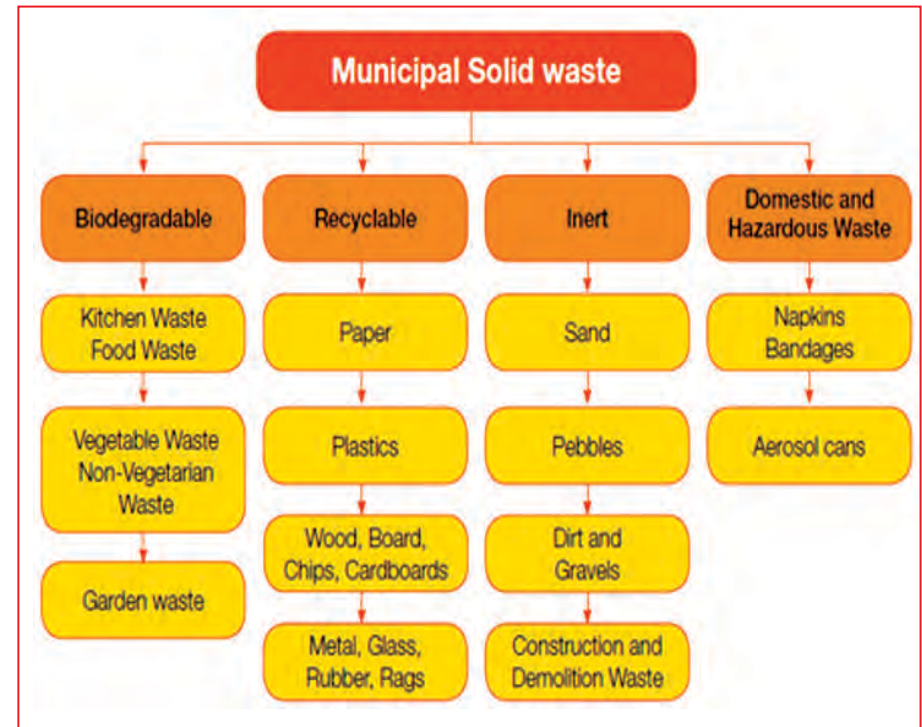 Municipal Solid waste
Biodegradable
Recyclable
Inert
Domestic and
Hazardous Waste
Kitchen Waste
Food Waste
Paper
Sand
Napkins
Bandages
Vegetable Waste
Non-Vegetarian
Waste
Plastics
Pebbles
Aerosol cans
Garden waste
Wood, Board,
Chips, Cardboards
Dirt and
Gravels
Metal, Glass,
Rubber, Rags
Construction and
Demolition Waste